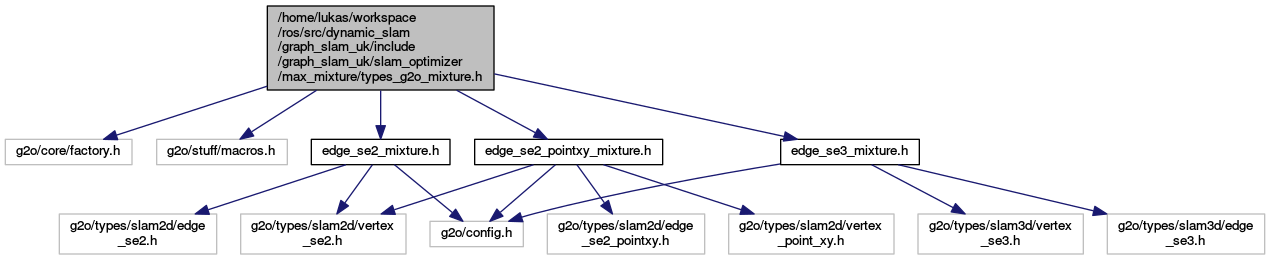 /home/lukas/workspace
/ros/src/dynamic_slam
/graph_slam_uk/include
/graph_slam_uk/slam_optimizer
/max_mixture/types_g2o_mixture.h
g2o/core/factory.h
g2o/stuff/macros.h
edge_se2_mixture.h
edge_se2_pointxy_mixture.h
edge_se3_mixture.h
g2o/types/slam2d/edge
_se2.h
g2o/types/slam2d/vertex
_se2.h
g2o/config.h
g2o/types/slam2d/edge
_se2_pointxy.h
g2o/types/slam2d/vertex
_point_xy.h
g2o/types/slam3d/vertex
_se3.h
g2o/types/slam3d/edge
_se3.h